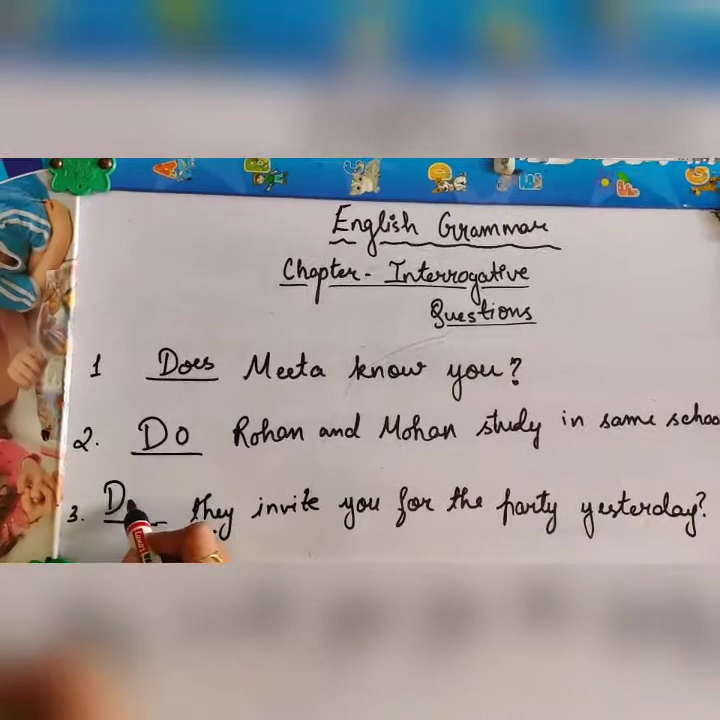 A B C D E F G
English Grammar
Chapter- Interrogative
Questions
1 Does Meeta know you?
2. Do Rohan and Mohan study in same schoo
3. D they invite you for the party yesterday?